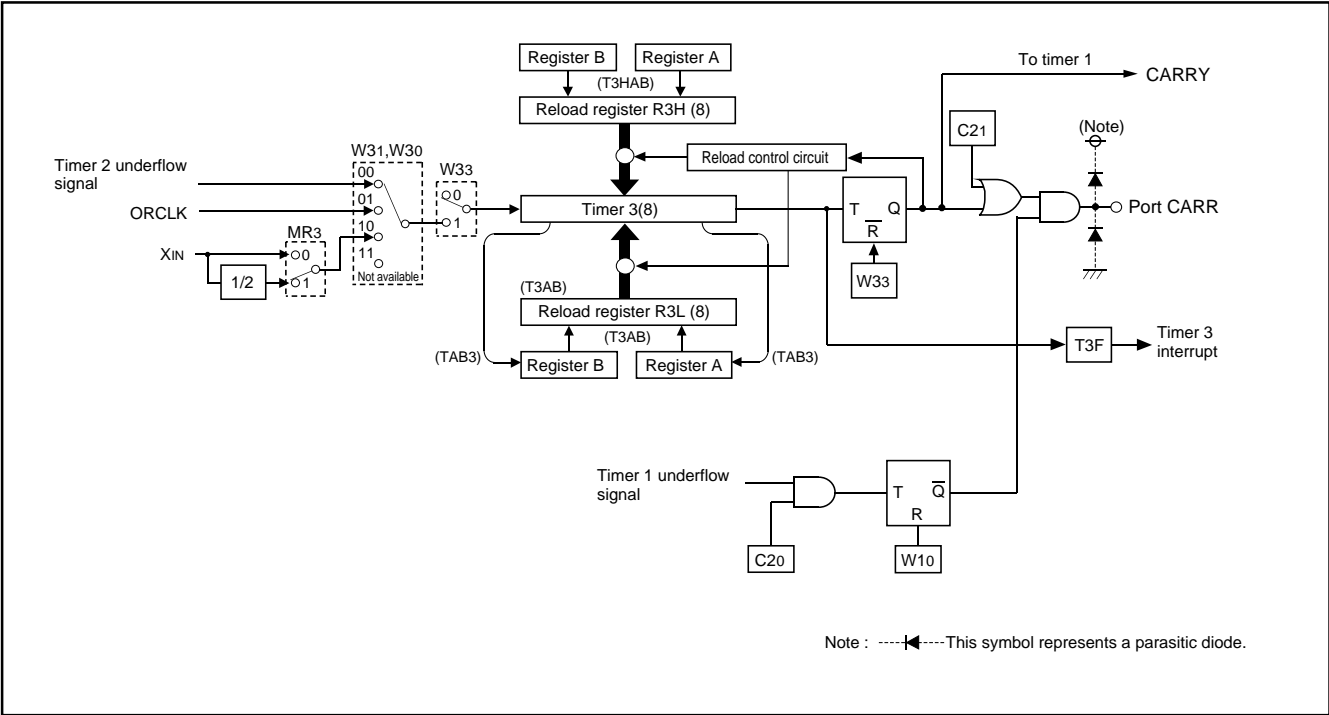 Register B
Register A
(T3HAB)
Reload register R3H (8)
To timer 1
CARRY
C21
(Note)
W31,W30
W33
Timer 2 underflow
signal
00
01
10
11
Not available
0
1
Reload control circuit
ORCLK
Timer 3(8)
T
Q
R
W33
Port CARR
XIN
MR3
0
1
1/2
(T3AB)
Reload register R3L (8)
(T3AB)
(TAB3)
Register B
Register A
(TAB3)
T3F
Timer 3
interrupt
Timer 1 underflow
signal
T
Q
R
C20
W10
Note :
This symbol represents a parasitic diode.